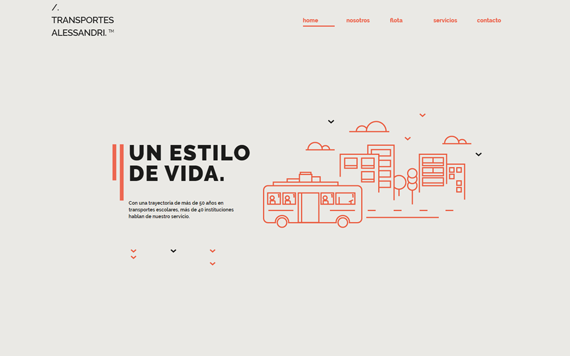 /.
TRANSPORTES
ALESSANDRI. TM
home nosotros flota servicios contacto
UN ESTILO
DE VIDA.
Con una trayectoria de más de 50 años en
transportes escolares, más de 40 instituciones
hablan de nuestro servicio.